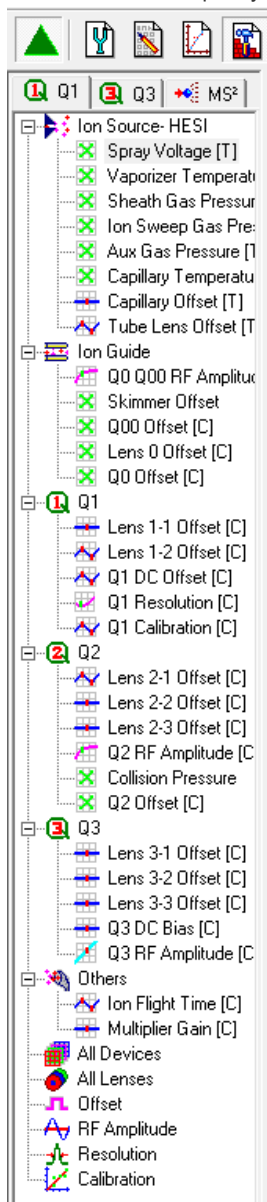 Q1 Q3 MS²
Ion Source- HESI
Spray Voltage [T]
Vaporizer Temperat
Sheath Gas Pressur
Ion Sweep Gas Pre
Aux Gas Pressure [T
Capillary Temperatu
Capillary Offset [T]
Tube Lens Offset [T
Ion Guide
Q0 Q00 RF Amplitud
Skimmer Offset
Q00 Offset [C]
Lens 0 Offset [C]
Q0 Offset [C]
1 Q1
Lens 1-1 Offset [C]
Lens 1-2 Offset [C]
Q1 DC Offset [C]
Q1 Resolution [C]
Q1 Calibration [C]
2 Q2
Lens 2-1 Offset [C]
Lens 2-2 Offset [C]
Lens 2-3 Offset [C]
Q2 RF Amplitude [C
Collision Pressure
Q2 Offset [C]
3 Q3
Lens 3-1 Offset [C]
Lens 3-2 Offset [C]
Lens 3-3 Offset [C]
Q3 DC Bias [C]
Q3 RF Amplitude [C]
Others
Ion Flight Time [C]
Multiplier Gain [C]
All Devices
All Lenses
Offset
RF Amplitude
Resolution
Calibration